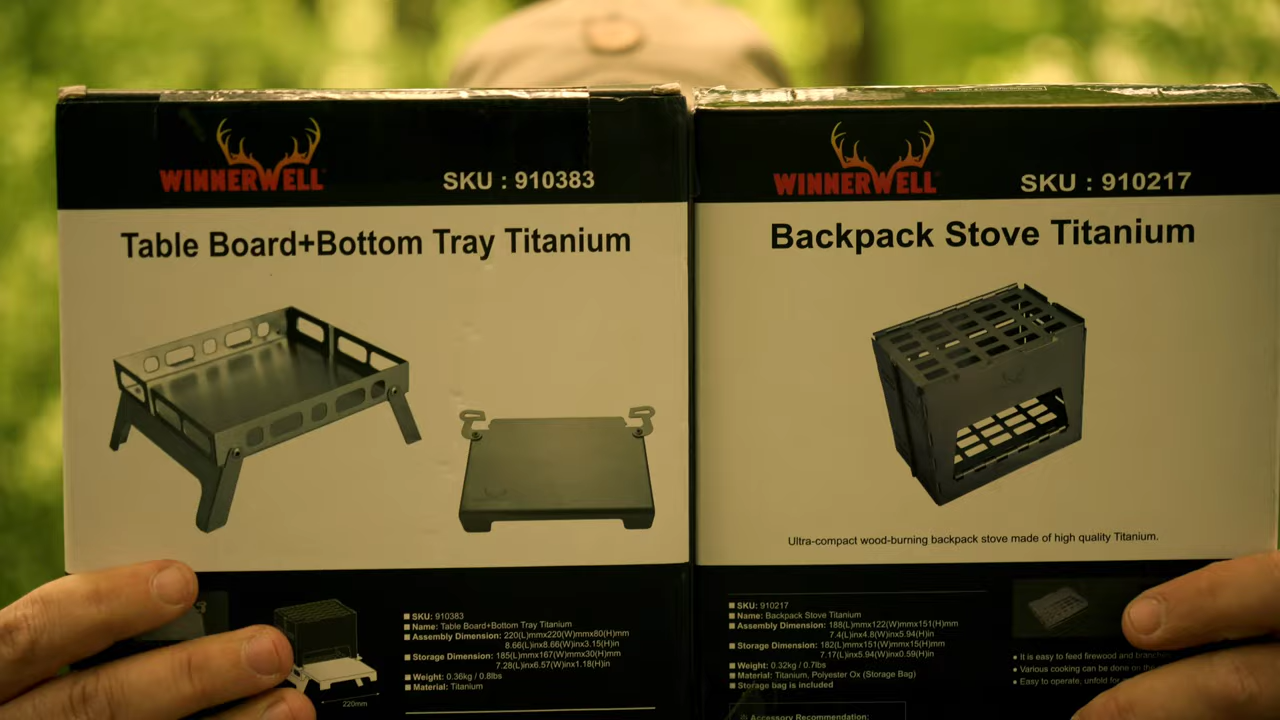 WINNERWELL
SKU : 910383
Table Board+Bottom Tray Titanium
220mm
SKU: 910383
Name: Table Board+Bottom Tray Titanium
Assembly Dimension: 220(L)mmx220(W)mmx80(H)mm
8.66(L)inx8.66(W)inx3.15(H)in
Storage Dimension: 185(L)mmx167(W)mmx30(H)mm
7.28(L)inx6.57(W)inx1.18(H)in
Weight: 0.36kg / 0.8lbs
Material: Titanium
WINNERWELL
SKU : 910217
Backpack Stove Titanium
Ultra-compact wood-burning backpack stove made of high quality Titanium.
SKU: 910217
Name: Backpack Stove Titanium
Assembly Dimension: 188(L)mmx122(W)mmx151(H)mm
7.4(L)inx4.8(W)inx5.94(H)in
Storage Dimension: 182(L)mmx151(W)mmx15(H)mm
7.17(L)inx5.94(W)inx0.59(H)in
Weight: 0.32kg / 0.7lbs
Material: Titanium, Polyester Ox (Storage Bag)
Storage bag is included
Accessory Recommendation:
• It is easy to feed firewood and branches
• Various cooking can be done on the
• Easy to operate, unfold for